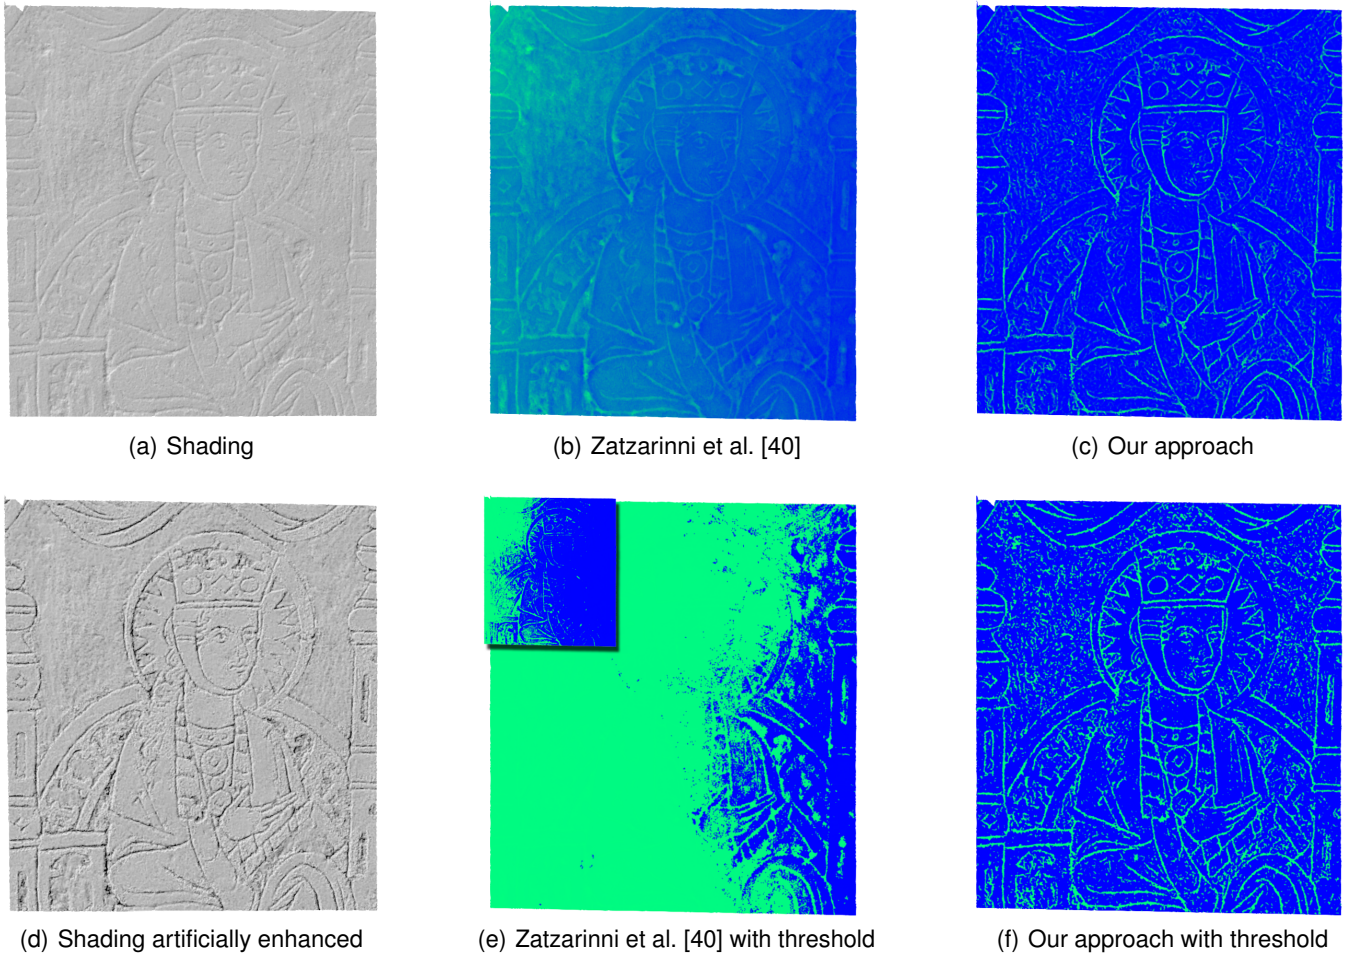 (a) Shading
(b) Zatzarinni et al. [40]
(c) Our approach
(d) Shading artificially enhanced
(e) Zatzarinni et al. [40] with threshold
(f) Our approach with threshold